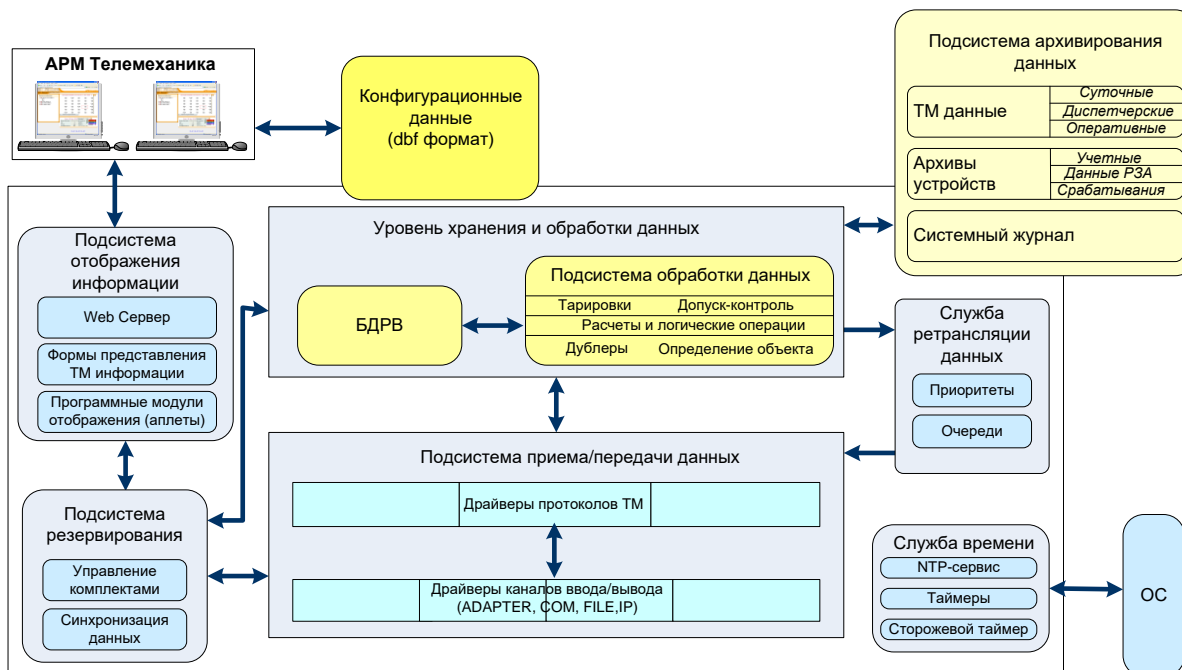 АРМ Телемеханика
Конфигурационные
данные
(dbf формат)
Подсистема архивирования
данных
ТМ данные
Суточные
Диспетчерские
Оперативные
Архивы
устройств
Учетные
Данные РЗА
Срабатывания
Системный журнал
Подсистема
отображения
информации
Web Сервер
Формы представления
ТМ информации
Программные модули
отображения (аплеты)
Уровень хранения и обработки данных
БДРВ
Подсистема обработки данных
Тарировки Допуск-контроль
Расчеты и логические операции
Дублеры Определение объекта
Служба
ретрансляции
данных
Приоритеты
Очереди
Подсистема приема/передачи данных
Драйверы протоколов ТМ
Драйверы каналов ввода/вывода
(ADAPTER, COM, FILE,IP)
Подсистема
резервирования
Управление
комплектами
Синхронизация
данных
Служба времени
NTP-сервис
Таймеры
Сторожевой таймер
ОС